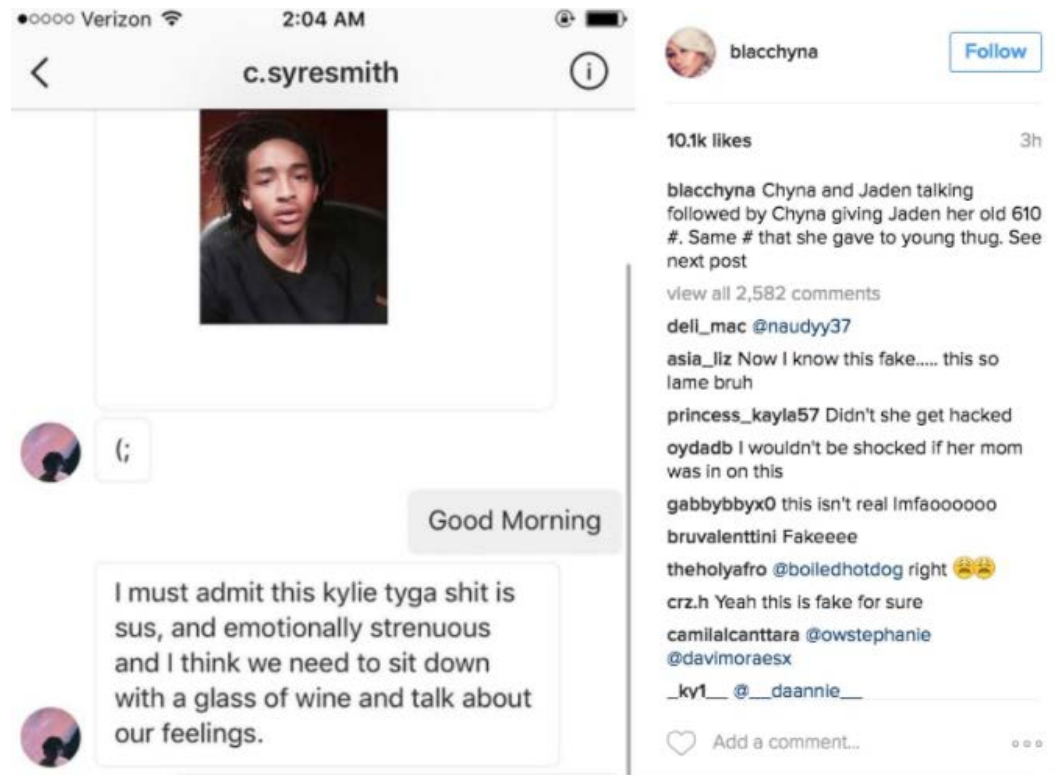 ●○○○○ Verizon 2:04 AM
c.syresmith
(;
Good Morning
I must admit this kylie tyga shit is
sus, and emotionally strenuous
and I think we need to sit down
with a glass of wine and talk about
our feelings.
blacchyna Follow
10.1k likes 3h
blacchyna Chyna and Jaden talking
followed by Chyna giving Jaden her old 610
#. Same # that she gave to young thug. See
next post
view all 2,582 comments
deli_mac @naudyy37
asia_liz Now I know this fake..... this so
lame bruh
princess_kayla57 Didn't she get hacked
oydadb I wouldn't be shocked if her mom
was in on this
gabbybbyx0 this isn't real lmfaoooooo
bruvalenttini Fakeeee
theholyafro @boiledhotdog right 😩😩
crz.h Yeah this is fake for sure
camilalcanttara @owstephanie
@davimoraesx
_ky1__ @__daannie__
Add a comment...